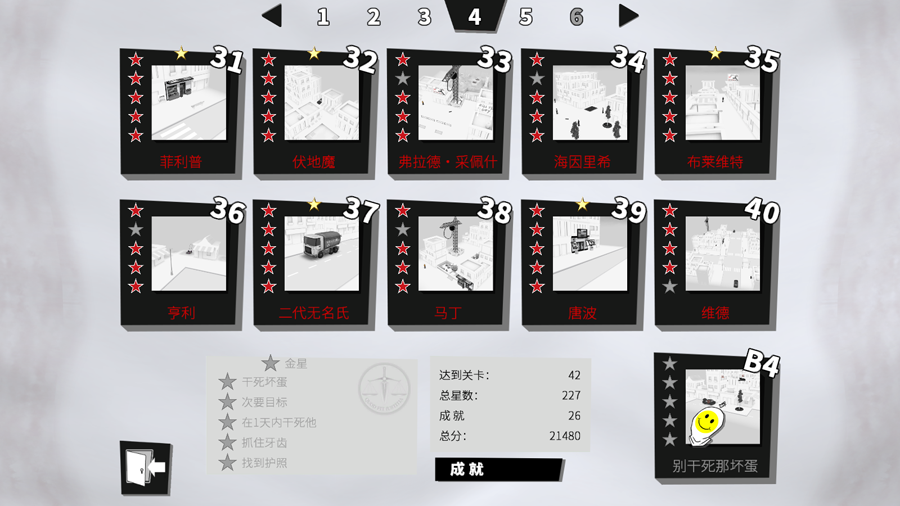 1 2 3 4 5 6
31 32 33 34 35
菲利普 伏地魔 弗拉德·采佩什 海因里希 布莱维特
36 37 38 39 40
亨利 二代无名氏 马丁 唐波 维德
金星
干死坏蛋
次要目标
在1天内干死他
抓住牙齿
找到护照
达到关卡: 42
总星数: 227
成就 26
总分: 21480
成就
B4
别干死那坏蛋